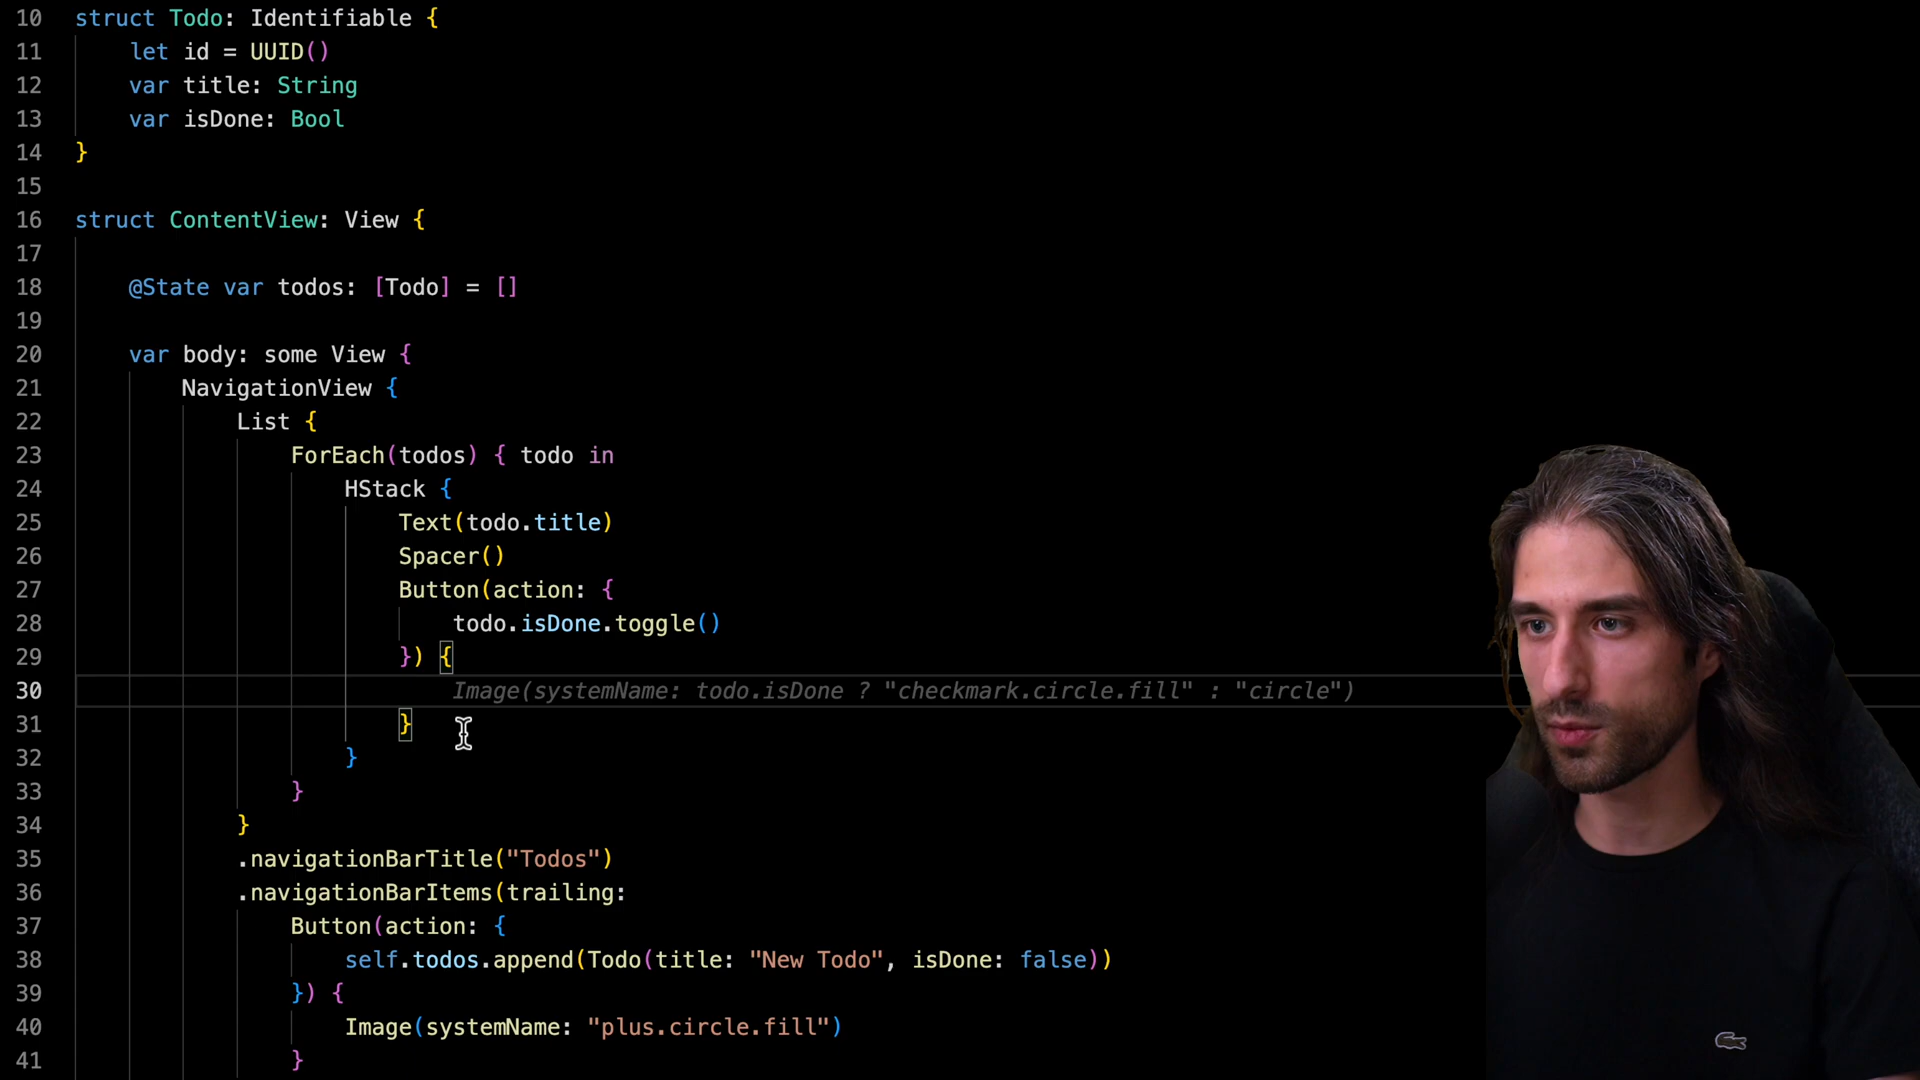 10 struct Todo: Identifiable {
11 let id = UUID()
12 var title: String
13 var isDone: Bool
14 }
15
16 struct ContentView: View {
17
18 @State var todos: [Todo] = []
19
20 var body: some View {
21 NavigationView {
22 List {
23 ForEach(todos) { todo in
24 HStack {
25 Text(todo.title)
26 Spacer()
27 Button(action: {
28 todo.isDone.toggle()
29 }) {
30 Image(systemName: todo.isDone ? "checkmark.circle.fill" : "circle")
31 }
32 }
33 }
34 }
35 .navigationBarTitle("Todos")
36 .navigationBarItems(trailing:
37 Button(action: {
38 self.todos.append(Todo(title: "New Todo", isDone: false))
39 }) {
40 Image(systemName: "plus.circle.fill")
41 }